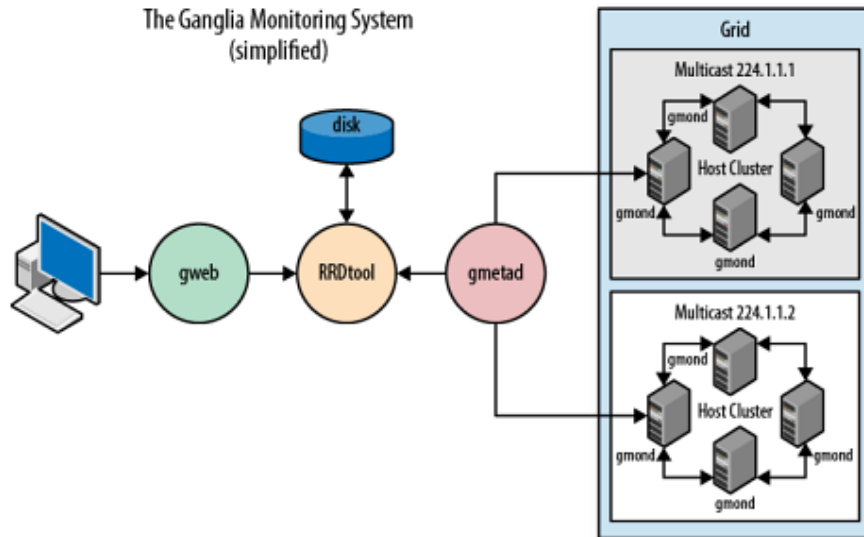 The Ganglia Monitoring System
(simplified)
Grid
Multicast 224.1.1.1
gmond
Host Cluster
gmond
gmond
gmond
disk
gweb
RRDtool
gmetad
Multicast 224.1.1.2
gmond
Host Cluster
gmond
gmond
gmond